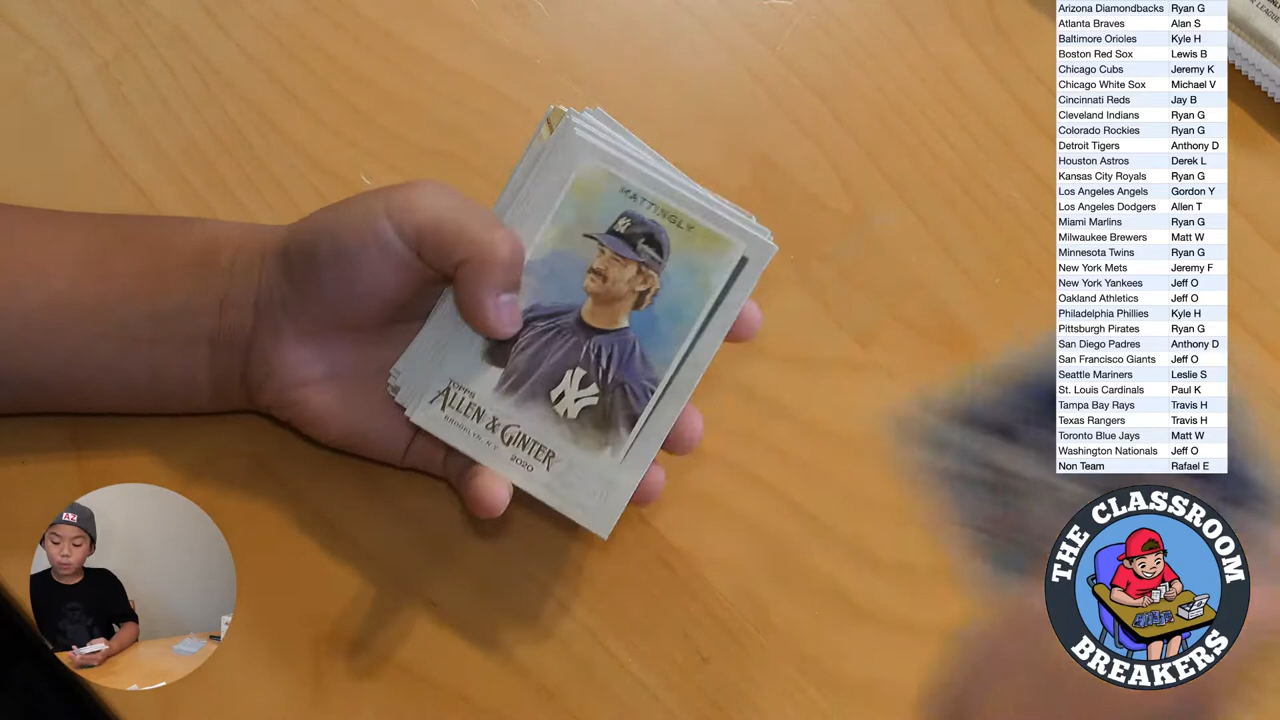 MATTINGLY
NY
TOPPS
ALLEN & GINTER
BROOKLYN, N.Y.
2020
AZ
Arizona Diamondbacks Ryan G
Atlanta Braves Alan S
Baltimore Orioles Kyle H
Boston Red Sox Lewis B
Chicago Cubs Jeremy K
Chicago White Sox Michael V
Cincinnati Reds Jay B
Cleveland Indians Ryan G
Colorado Rockies Ryan G
Detroit Tigers Anthony D
Houston Astros Derek L
Kansas City Royals Ryan G
Los Angeles Angels Gordon Y
Los Angeles Dodgers Allen T
Miami Marlins Ryan G
Milwaukee Brewers Matt W
Minnesota Twins Ryan G
New York Mets Jeremy F
New York Yankees Jeff O
Oakland Athletics Jeff O
Philadelphia Phillies Kyle H
Pittsburgh Pirates Ryan G
San Diego Padres Anthony D
San Francisco Giants Jeff O
Seattle Mariners Leslie S
St. Louis Cardinals Paul K
Tampa Bay Rays Travis H
Texas Rangers Travis H
Toronto Blue Jays Matt W
Washington Nationals Jeff O
Non Team Rafael E
THE CLASSROOM
BREAKERS